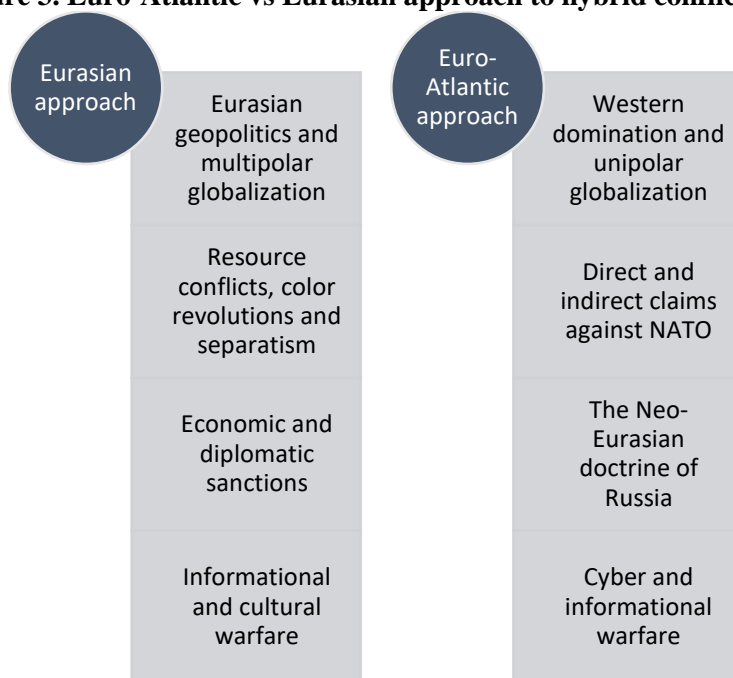 Euro-Atlantic vs Eurasian approach to hybrid
Eurasian
approach
Eurasian
geopolitics and
multipolar
globalization
Resource
conflicts, color
revolutions and
separatism
Economic and
diplomatic
sanctions
Informational
and cultural
warfare
Euro-
Atlantic
approach
Western
domination and
unipolar
globalization
Direct and
indirect claims
against NATO
The Neo-
Eurasian
doctrine of
Russia
Cyber and
informational
warfare